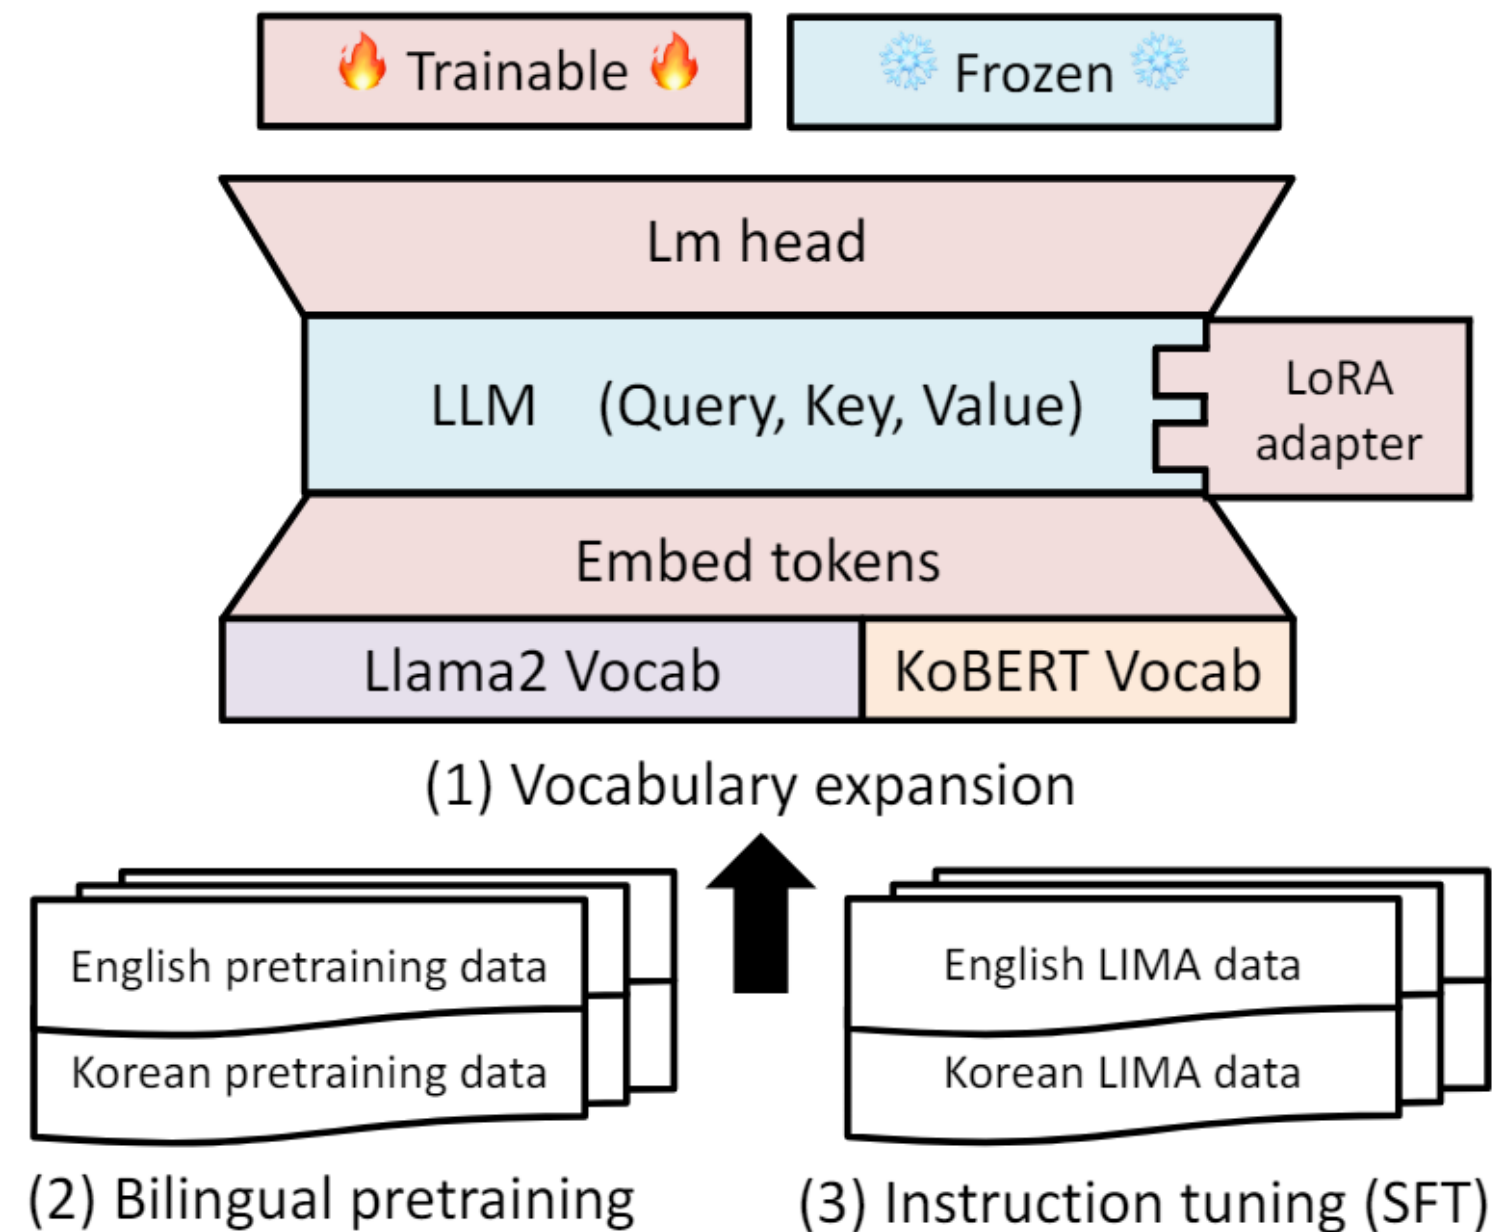 Trainable
Frozen
Lm head
LLM (Query, Key, Value)
LoRA
adapter
Embed tokens
Llama2 Vocab
KoBERT Vocab
(1) Vocabulary expansion
English pretraining data
Korean pretraining data
(2) Bilingual pretraining
English LIMA data
Korean LIMA data
(3) Instruction tuning (SFT)